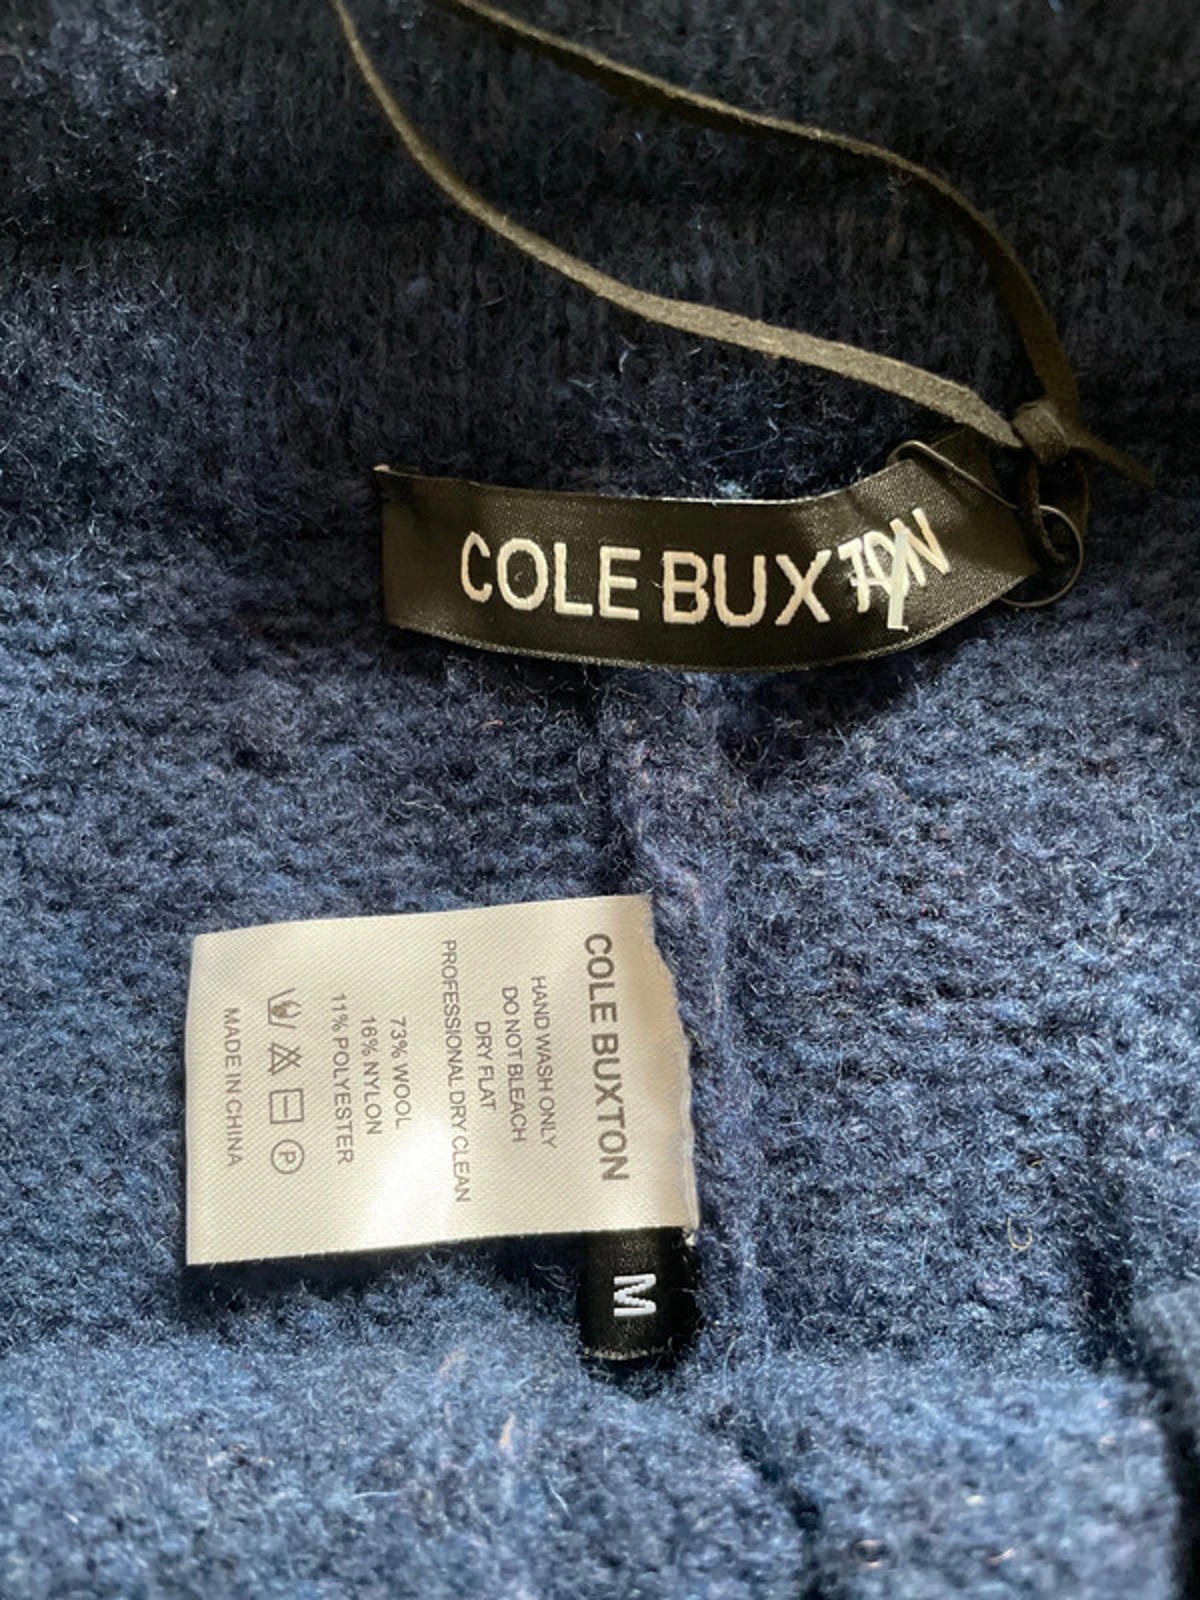 COLE BUXTON
COLE BUXTON
HAND WASH ONLY
DO NOT BLEACH
DRY FLAT
PROFESSIONAL DRY CLEAN
73% WOOL
16% NYLON
11% POLYESTER
P
MADE IN CHINA
M